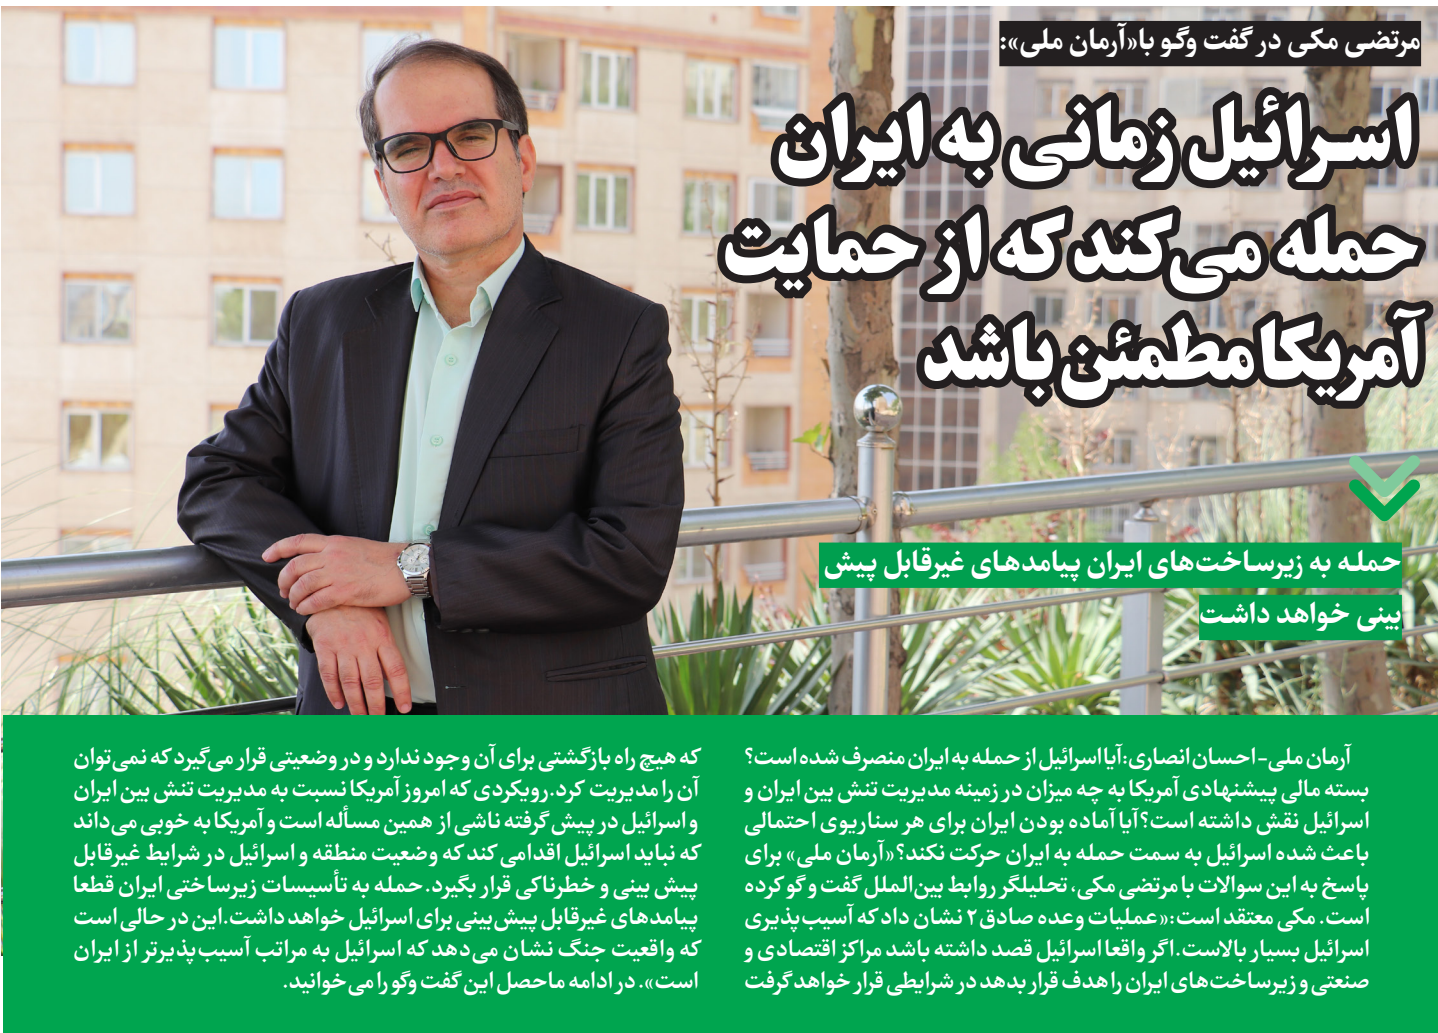 مرتضی مکی در گفت وگو با«آرمان ملی»:
اسرائیل زمانی به ایران
حمله می‌کند که از حمایت
آمریکا مطمئن باشد
حمله به زیرساخت‌های ایران پیامدهای غیرقابل پیش
بینی خواهد داشت
آرمان ملی- احسان انصاری: آیا اسرائیل از حمله به ایران منصرف شده است؟
بسته مالی پیشنهادی آمریکا به چه میزان در زمینه مدیریت تنش بین ایران و
اسرائیل نقش داشته است؟ آیا آماده بودن ایران برای هر سناریوی احتمالی
باعث شده اسرائیل به سمت حمله به ایران حرکت نکند؟ «آرمان ملی» برای
پاسخ به این سوالات با مرتضی مکی، تحلیلگر روابط بین‌الملل گفت و گو کرده
است. مکی معتقد است: «عملیات وعده صادق ۲ نشان داد که آسیب‌پذیری
اسرائیل بسیار بالاست. اگر واقعا اسرائیل قصد داشته باشد مراکز اقتصادی و
صنعتی و زیرساخت‌های ایران را هدف قرار بدهد در شرایطی قرار خواهد گرفت
که هیچ راه بازگشتی برای آن وجود ندارد و در وضعیتی قرار می‌گیرد که نمی‌توان
آن را مدیریت کرد. رویکردی که امروز آمریکا نسبت به مدیریت تنش بین ایران
و اسرائیل در پیش گرفته ناشی از همین مسأله است و آمریکا به خوبی می‌داند
که نباید اسرائیل اقدامی کند که وضعیت منطقه و اسرائیل در شرایط غیرقابل
پیش بینی و خطرناکی قرار بگیرد. حمله به تأسیسات زیرساختی ایران قطعا
پیامدهای غیرقابل پیش‌بینی برای اسرائیل خواهد داشت. این در حالی است
که واقعیت جنگ نشان می‌دهد که اسرائیل به مراتب آسیب‌پذیرتر از ایران
است». در ادامه ماحصل این گفت وگو را می‌خوانید.